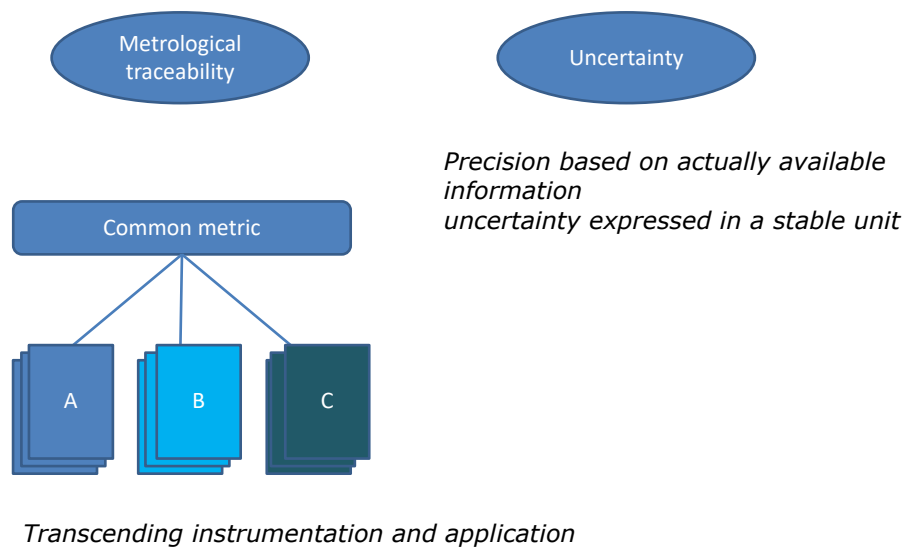 Metrological
traceability
Uncertainty
Precision based on actually available
information
uncertainty expressed in a stable unit
Common metric
A
B
C
Transcending instrumentation and application